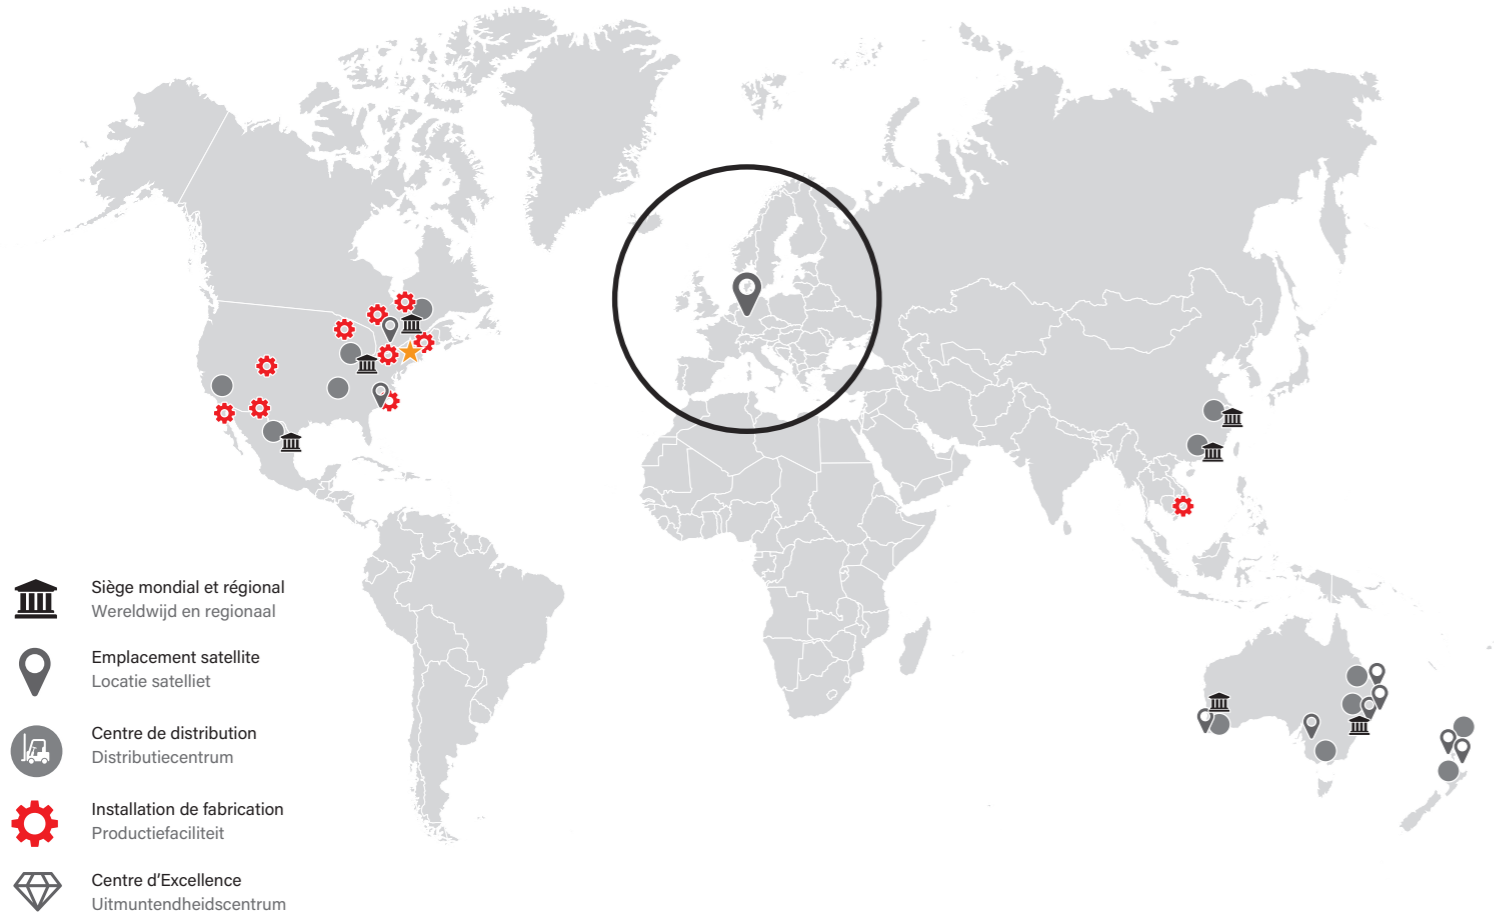 Siège mondial et régional
Wereldwijd en regionaal
Emplacement satellite
Locatie satelliet
Centre de distribution
Distributiecentrum
Installation de fabrication
Productiefaciliteit
Centre d’Excellence
Uitmuntendheidscentrum